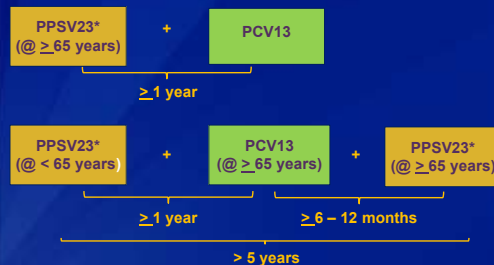 PPSV23* + PCV13
(@ > 65 years)
> 1 year
PPSV23* + PCV13 + PPSV23*
(@ < 65 years) (@ > 65 years) (@ > 65 years)
> 1 year > 6 – 12 months
> 5 years